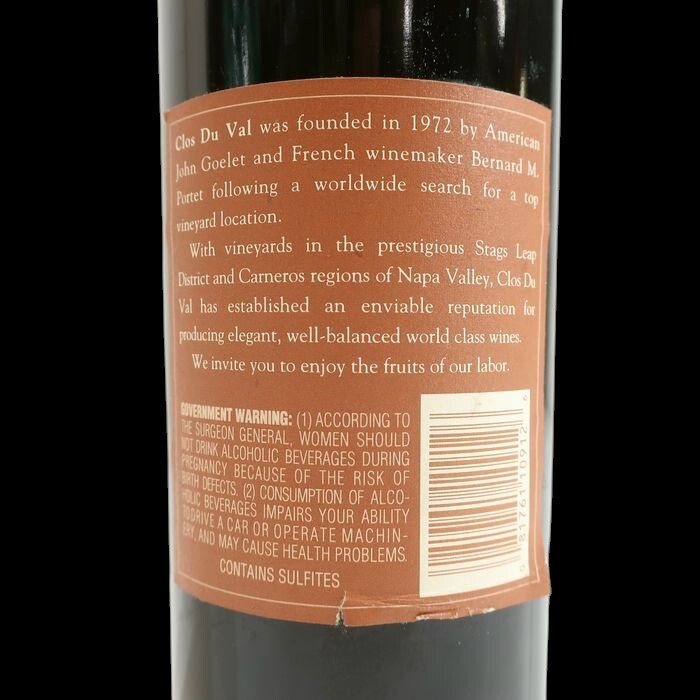 Clos Du Val was founded in 1972 by American
John Goelet and French winemaker Bernard M.
Portet following a worldwide search for a top
vineyard location.
With vineyards in the prestigious Stags Leap
District and Carneros regions of Napa Valley, Clos Du
Val has established an enviable reputation for
producing elegant, well-balanced world class wines.
We invite you to enjoy the fruits of our labor.
GOVERNMENT WARNING: (1) ACCORDING TO
THE SURGEON GENERAL, WOMEN SHOULD
NOT DRINK ALCOHOLIC BEVERAGES DURING
PREGNANCY BECAUSE OF THE RISK OF
BIRTH DEFECTS. (2) CONSUMPTION OF ALCO-
HOLIC BEVERAGES IMPAIRS YOUR ABILITY
TO DRIVE A CAR OR OPERATE MACHIN-
ERY, AND MAY CAUSE HEALTH PROBLEMS.
CONTAINS SULFITES
0 81761 10912 6